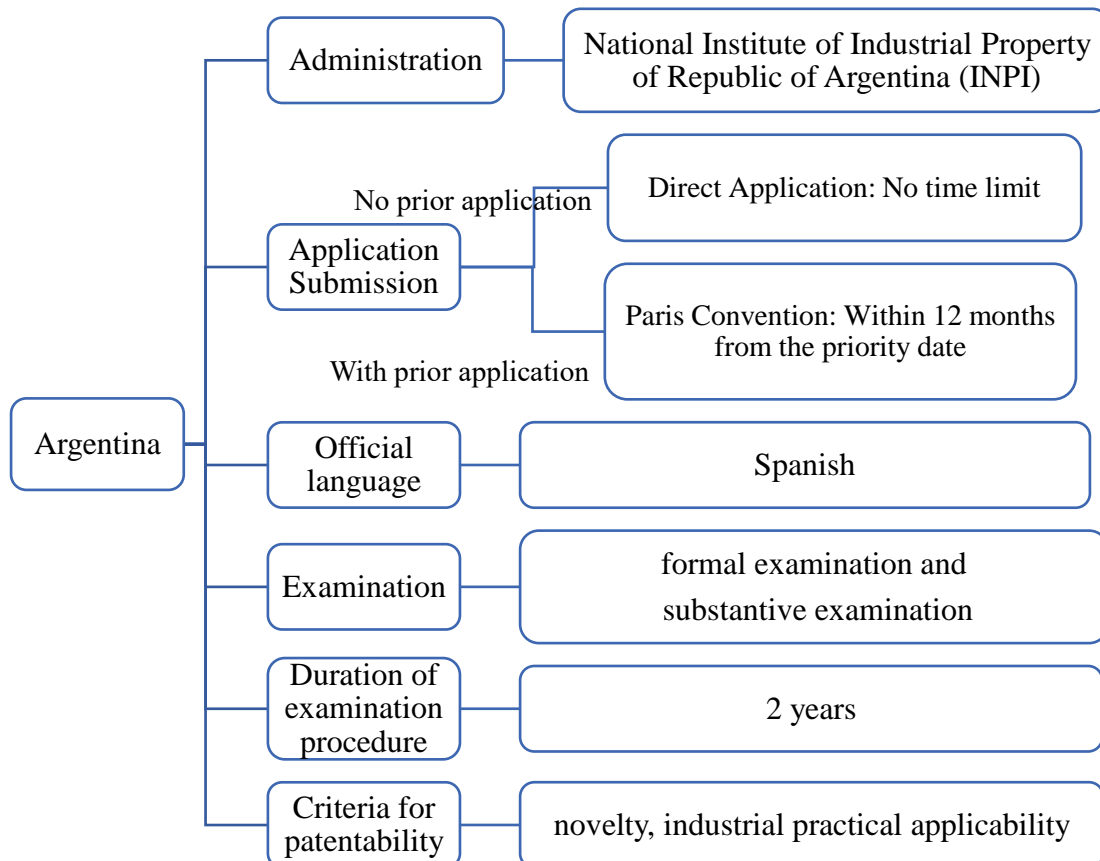 Argentina
Administration
National Institute of Industrial Property
of Republic of Argentina (INPI)
Application
Submission
No prior application
Direct Application: No time limit
With prior application
Paris Convention: Within 12 months
from the priority date
Official
language
Spanish
Examination
formal examination and
substantive examination
Duration of
examination
procedure
2 years
Criteria for
patentability
novelty, industrial practical applicability